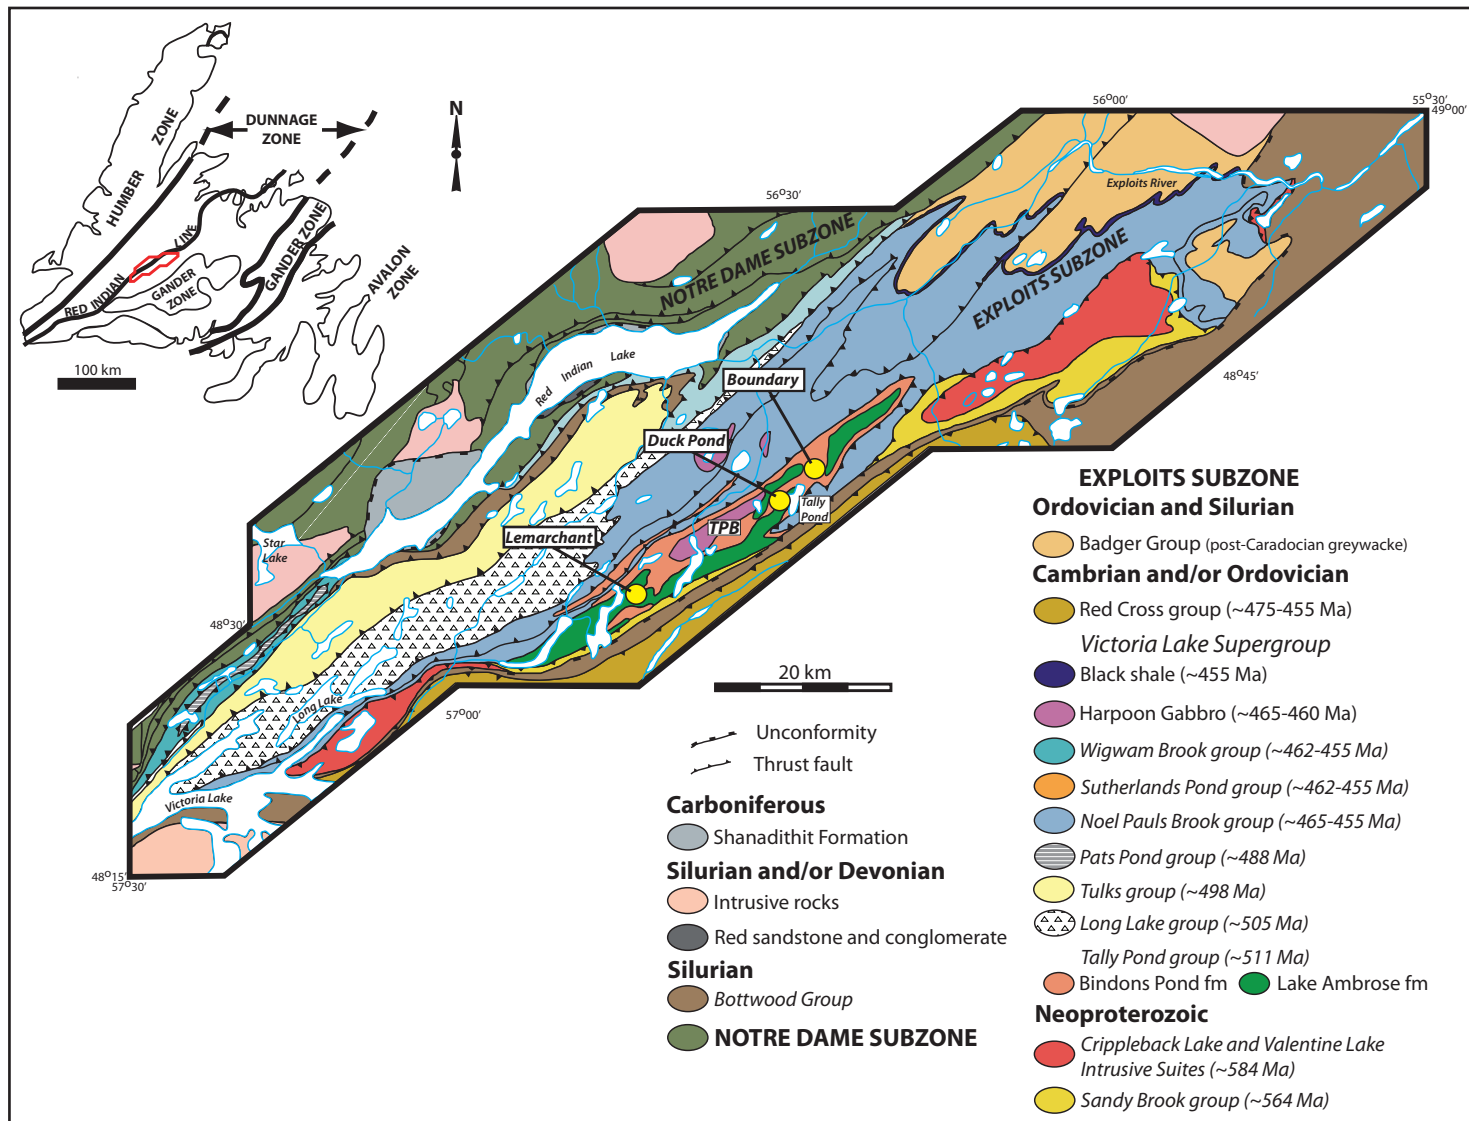 HUMBER
ZONE
DUNNAGE
ZONE
RED INDIAN
LINE
GANDER
ZONE
GANDER ZONE
AVALON
ZONE
100 km
N
56°00′
55°30′
49°00′
56°30′
48°45′
48°30′
57°00′
48°15′
57°30′
NOTRE DAME SUBZONE
EXPLOITS SUBZONE
Exploits River
Red Indian Lake
Boundary
Duck Pond
Tally
Pond
TPB
Lemarchant
Star
Lake
Long Lake
Victoria Lake
20 km
Unconformity
Thrust fault
Carboniferous
Shanadithit Formation
Silurian and/or Devonian
Intrusive rocks
Red sandstone and conglomerate
Silurian
Bottwood Group
NOTRE DAME SUBZONE
EXPLOITS SUBZONE
Ordovician and Silurian
Badger Group (post-Caradocian greywacke)
Cambrian and/or Ordovician
Red Cross group (~475-455 Ma)
Victoria Lake Supergroup
Black shale (~455 Ma)
Harpoon Gabbro (~465-460 Ma)
Wigwam Brook group (~462-455 Ma)
Sutherlands Pond group (~462-455 Ma)
Noel Pauls Brook group (~465-455 Ma)
Pats Pond group (~488 Ma)
Tulks group (~498 Ma)
Long Lake group (~505 Ma)
Tally Pond group (~511 Ma)
Bindons Pond fm Lake Ambrose fm
Neoproterozoic
Crippleback Lake and Valentine Lake
Intrusive Suites (~584 Ma)
Sandy Brook group (~564 Ma)